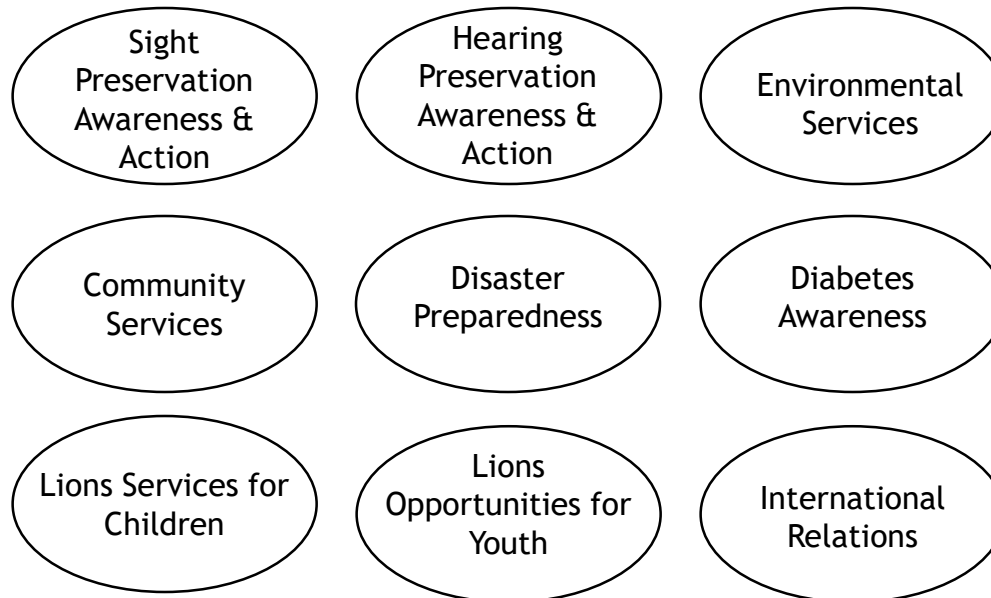 Sight
Preservation
Awareness &
Action
Hearing
Preservation
Awareness &
Action
Environmental
Services
Community
Services
Disaster
Preparedness
Diabetes
Awareness
Lions Services for
Children
Lions
Opportunities for
Youth
International
Relations